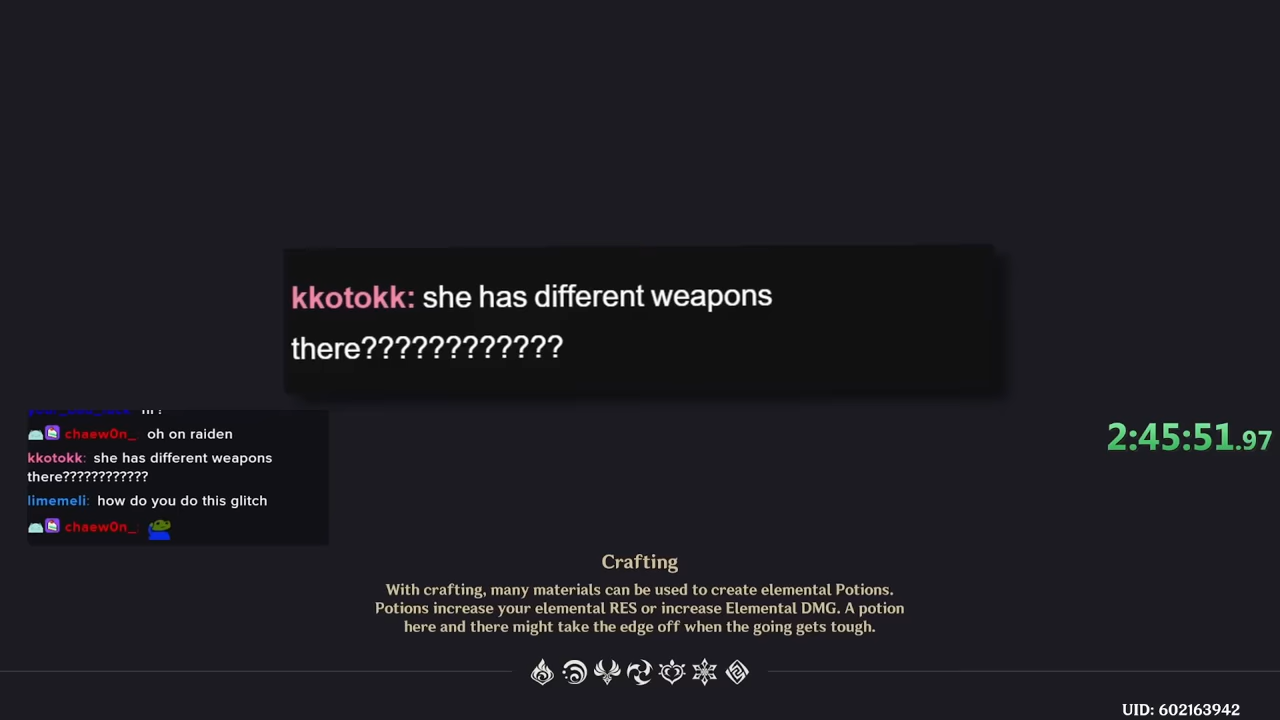 kkotokk: she has different weapons
there????????????
hi !
chaew0n_: oh on raiden
kkotokk: she has different weapons
there????????????
limemeli: how do you do this glitch
chaew0n_:
2:45:51.97
Crafting
With crafting, many materials can be used to create elemental Potions.
Potions increase your elemental RES or increase Elemental DMG. A potion
here and there might take the edge off when the going gets tough.
UID: 602163942